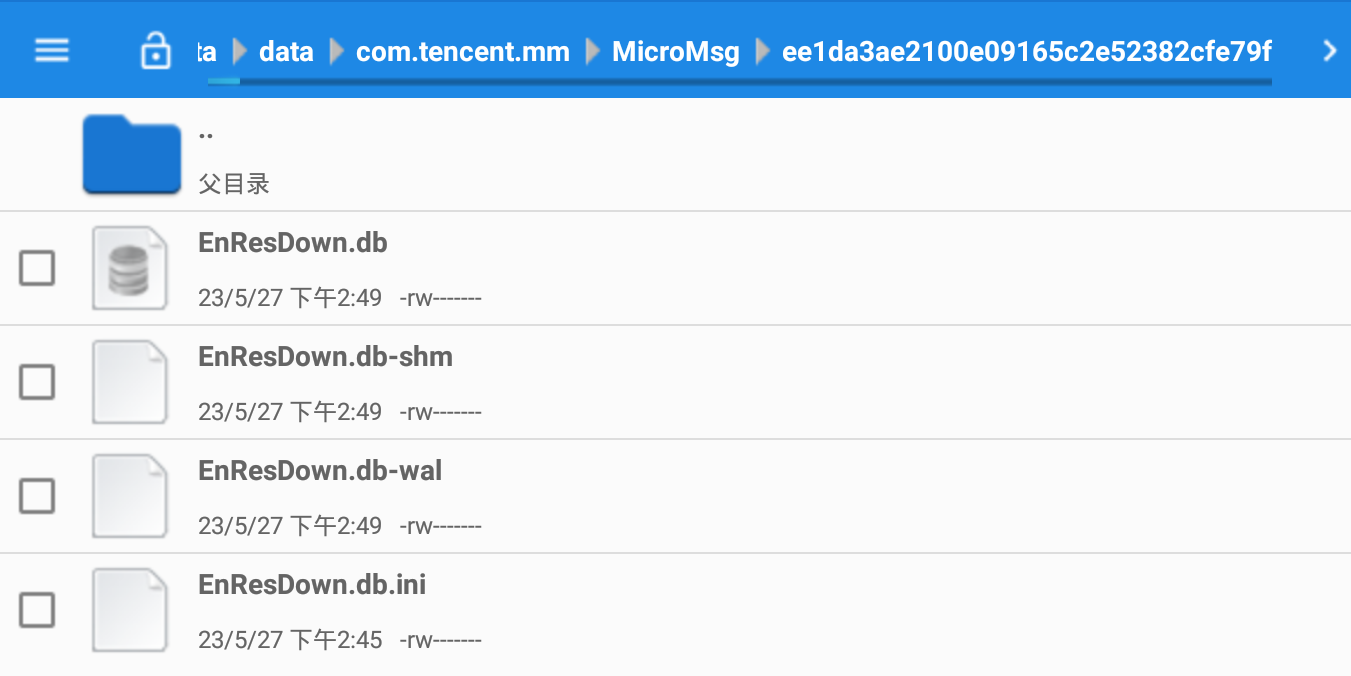 ta data com.tencent.mm MicroMsg ee1da3ae2100e09165c2e52382cfe79f
..
父目录
EnResDown.db
23/5/27 下午2:49 -rw-------
EnResDown.db-shm
23/5/27 下午2:49 -rw-------
EnResDown.db-wal
23/5/27 下午2:49 -rw-------
EnResDown.db.ini
23/5/27 下午2:45 -rw-------